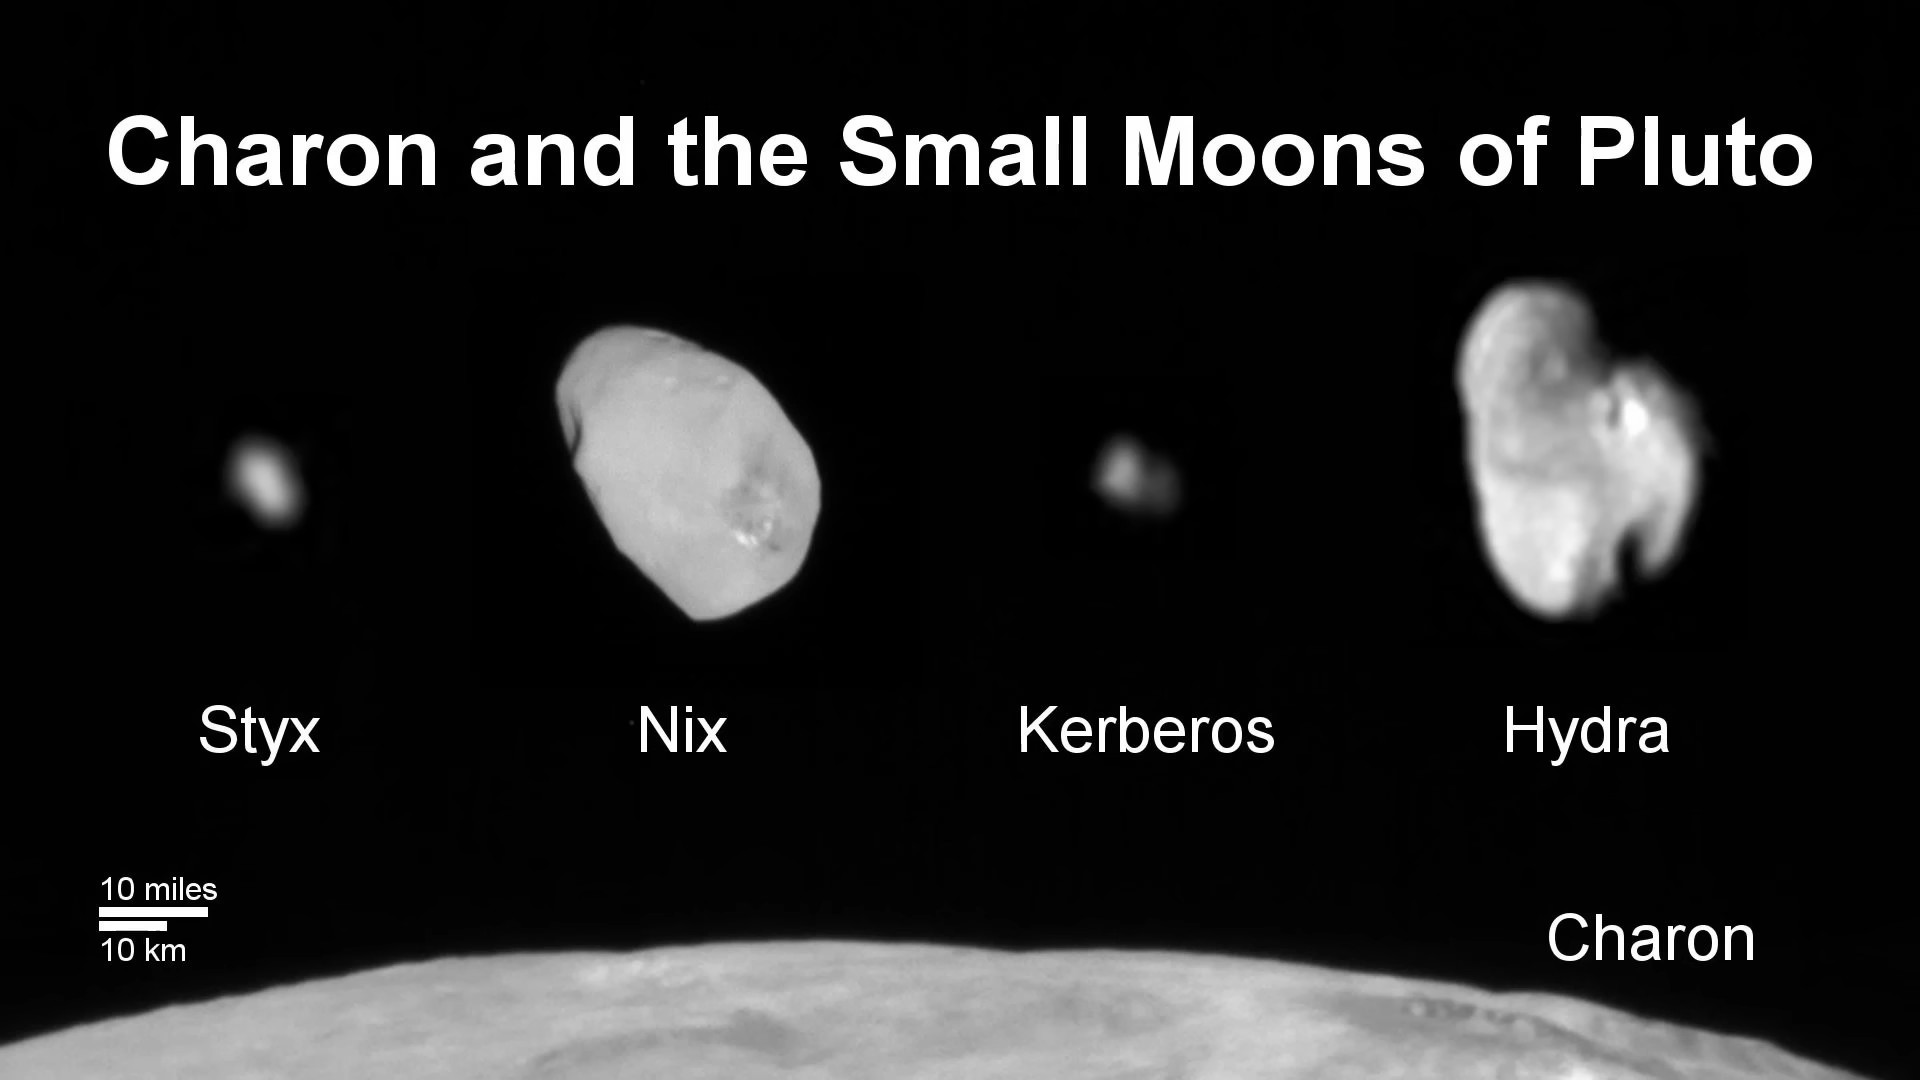 Charon and the Small Moons of Pluto
Styx
Nix
Kerberos
Hydra
10 miles
10 km
Charon